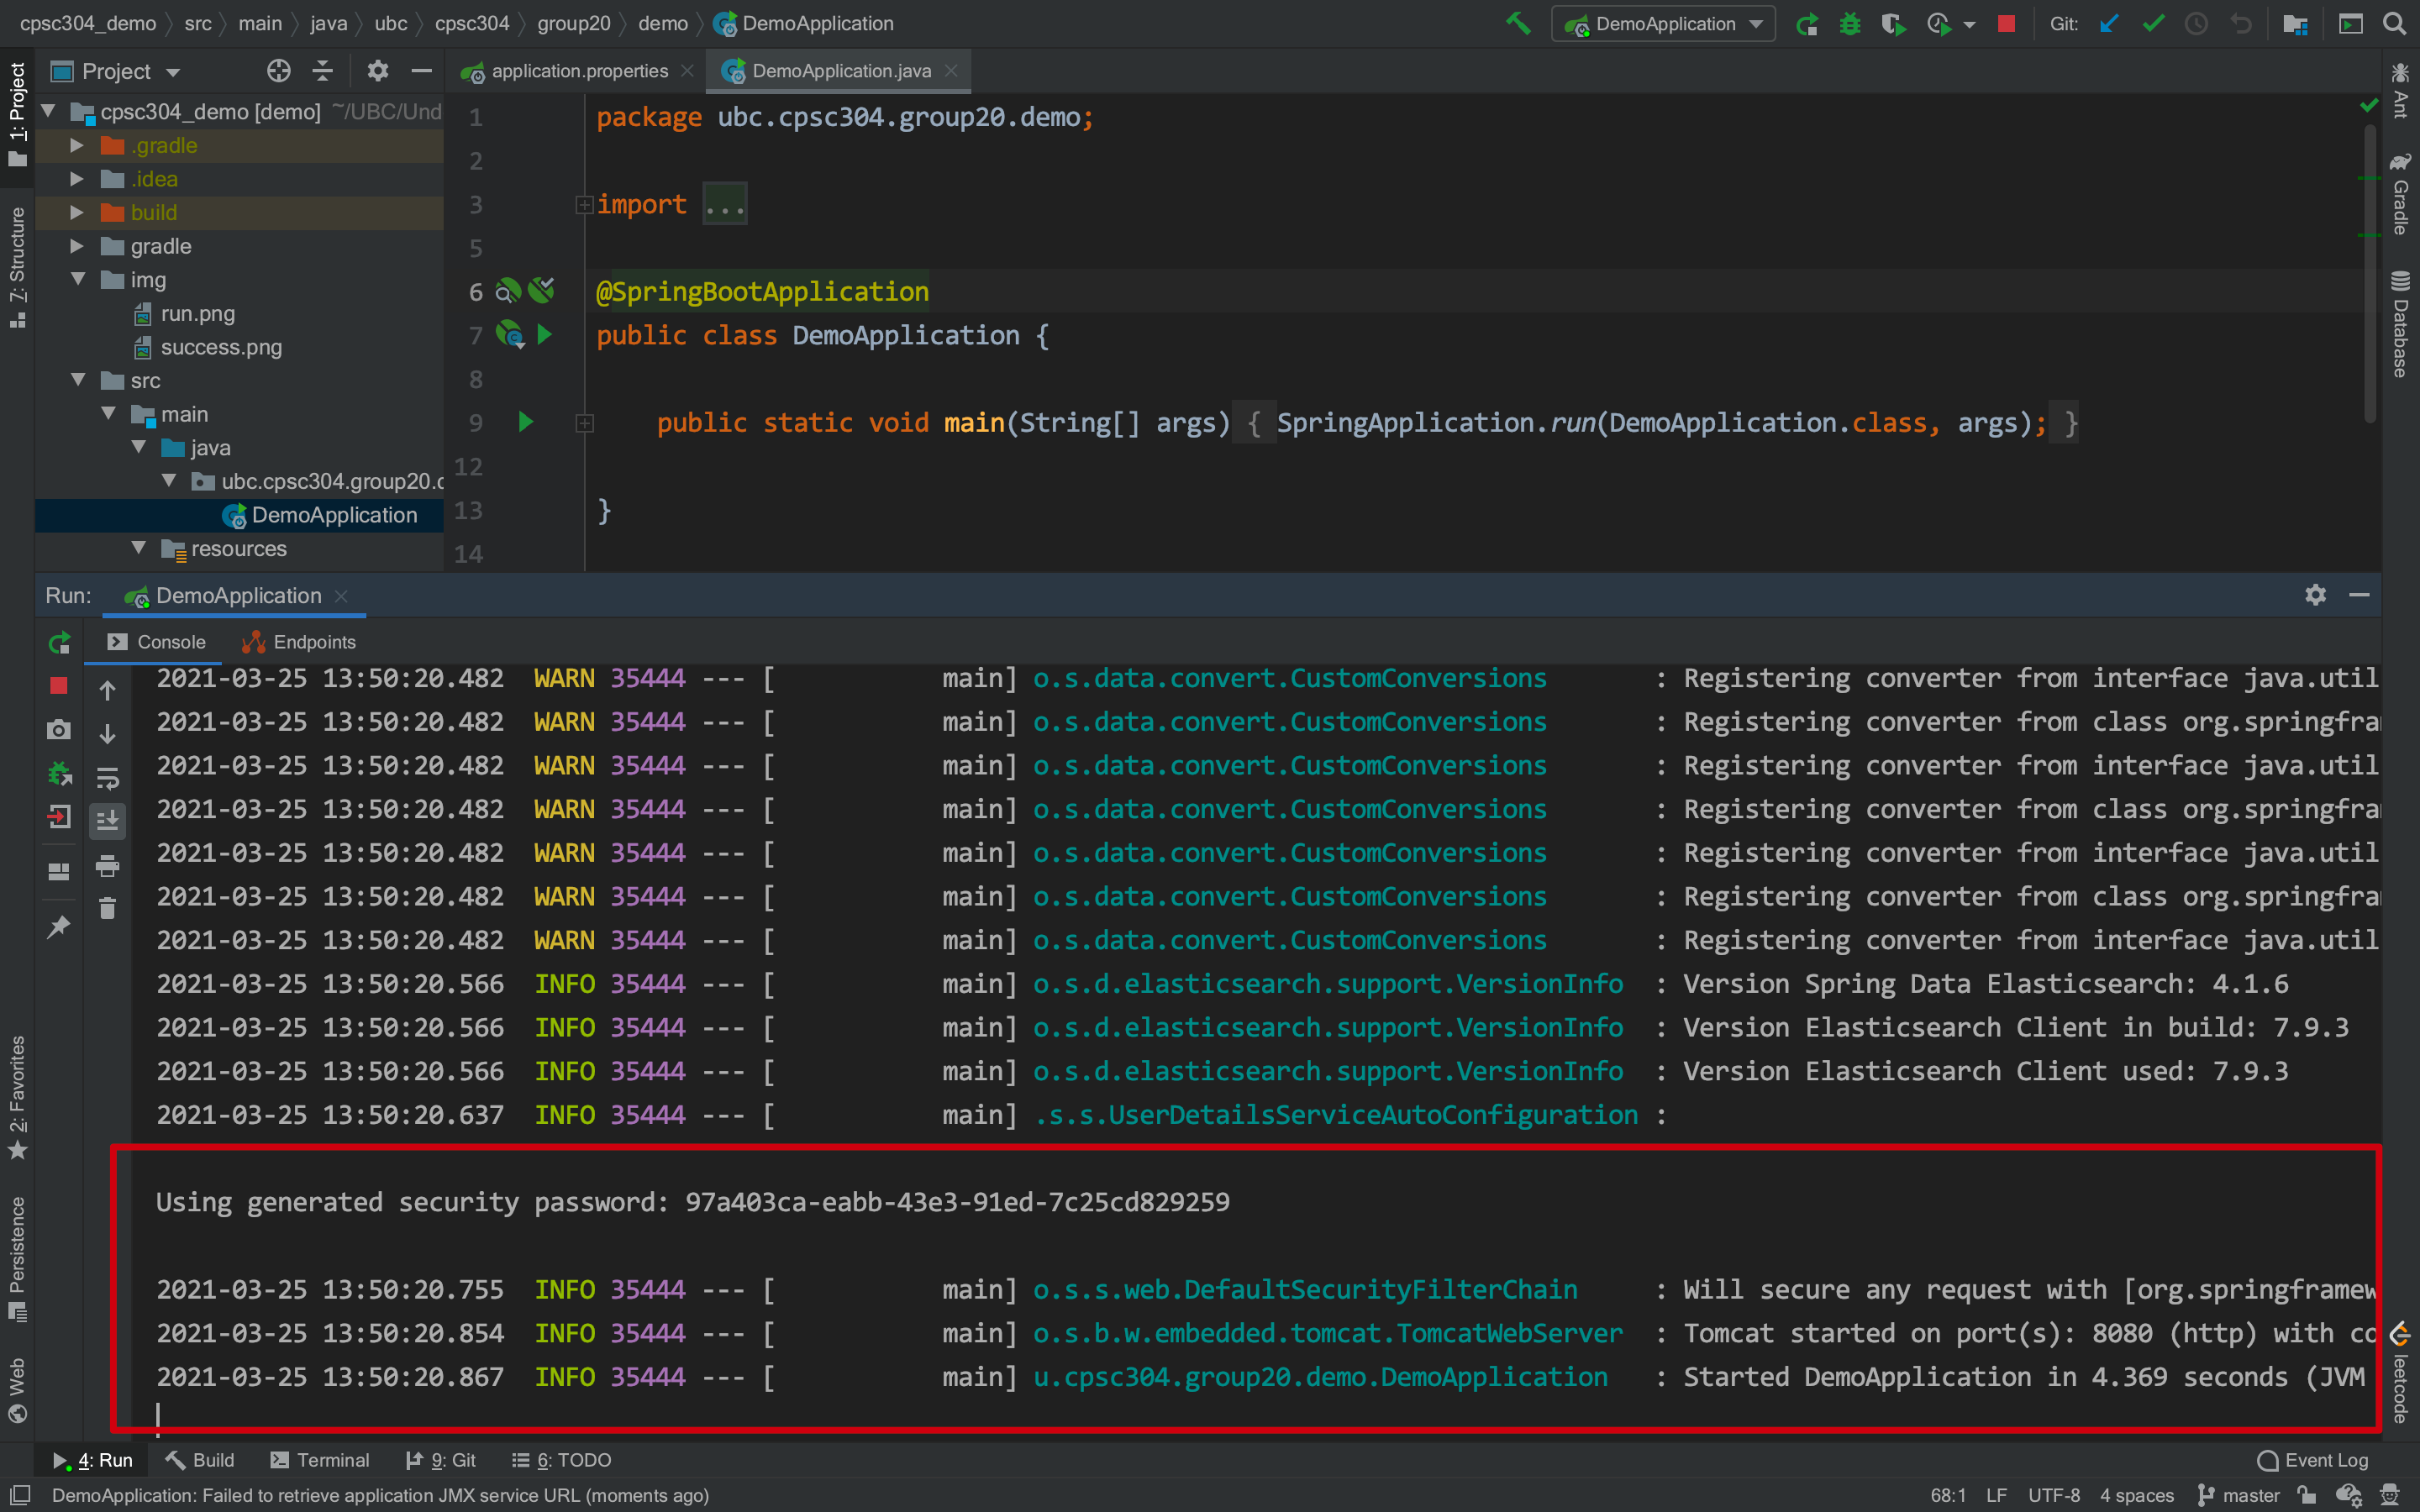 cpsc304_demo src main java ubc cpsc304 group20 demo DemoApplication
DemoApplication
Git:
1: Project
7: Structure
2: Favorites
Persistence
Web
Project
cpsc304_demo [demo] ~/UBC/Und
.gradle
.idea
build
gradle
img
run.png
success.png
src
main
java
ubc.cpsc304.group20.d
DemoApplication
resources
application.properties
DemoApplication.java
1 package ubc.cpsc304.group20.demo;
2
3 import ...
5
6 @SpringBootApplication
7 public class DemoApplication {
8
9 public static void main(String[] args) { SpringApplication.run(DemoApplication.class, args); }
12
13 }
14
Ant
Gradle
Database
leetcode
Run: DemoApplication
Console Endpoints
2021-03-25 13:50:20.482 WARN 35444 --- [ main] o.s.data.convert.CustomConversions : Registering converter from interface java.util
2021-03-25 13:50:20.482 WARN 35444 --- [ main] o.s.data.convert.CustomConversions : Registering converter from class org.springfra
2021-03-25 13:50:20.482 WARN 35444 --- [ main] o.s.data.convert.CustomConversions : Registering converter from interface java.util
2021-03-25 13:50:20.482 WARN 35444 --- [ main] o.s.data.convert.CustomConversions : Registering converter from class org.springfra
2021-03-25 13:50:20.482 WARN 35444 --- [ main] o.s.data.convert.CustomConversions : Registering converter from interface java.util
2021-03-25 13:50:20.482 WARN 35444 --- [ main] o.s.data.convert.CustomConversions : Registering converter from class org.springfra
2021-03-25 13:50:20.482 WARN 35444 --- [ main] o.s.data.convert.CustomConversions : Registering converter from interface java.util
2021-03-25 13:50:20.566 INFO 35444 --- [ main] o.s.d.elasticsearch.support.VersionInfo : Version Spring Data Elasticsearch: 4.1.6
2021-03-25 13:50:20.566 INFO 35444 --- [ main] o.s.d.elasticsearch.support.VersionInfo : Version Elasticsearch Client in build: 7.9.3
2021-03-25 13:50:20.566 INFO 35444 --- [ main] o.s.d.elasticsearch.support.VersionInfo : Version Elasticsearch Client used: 7.9.3
2021-03-25 13:50:20.637 INFO 35444 --- [ main] .s.s.UserDetailsServiceAutoConfiguration :
Using generated security password: 97a403ca-eabb-43e3-91ed-7c25cd829259
2021-03-25 13:50:20.755 INFO 35444 --- [ main] o.s.s.web.DefaultSecurityFilterChain : Will secure any request with [org.springframew
2021-03-25 13:50:20.854 INFO 35444 --- [ main] o.s.b.w.embedded.tomcat.TomcatWebServer : Tomcat started on port(s): 8080 (http) with co
2021-03-25 13:50:20.867 INFO 35444 --- [ main] u.cpsc304.group20.demo.DemoApplication : Started DemoApplication in 4.369 seconds (JVM
4: Run Build Terminal 9: Git 6: TODO Event Log
DemoApplication: Failed to retrieve application JMX service URL (moments ago) 68:1 LF UTF-8 4 spaces master